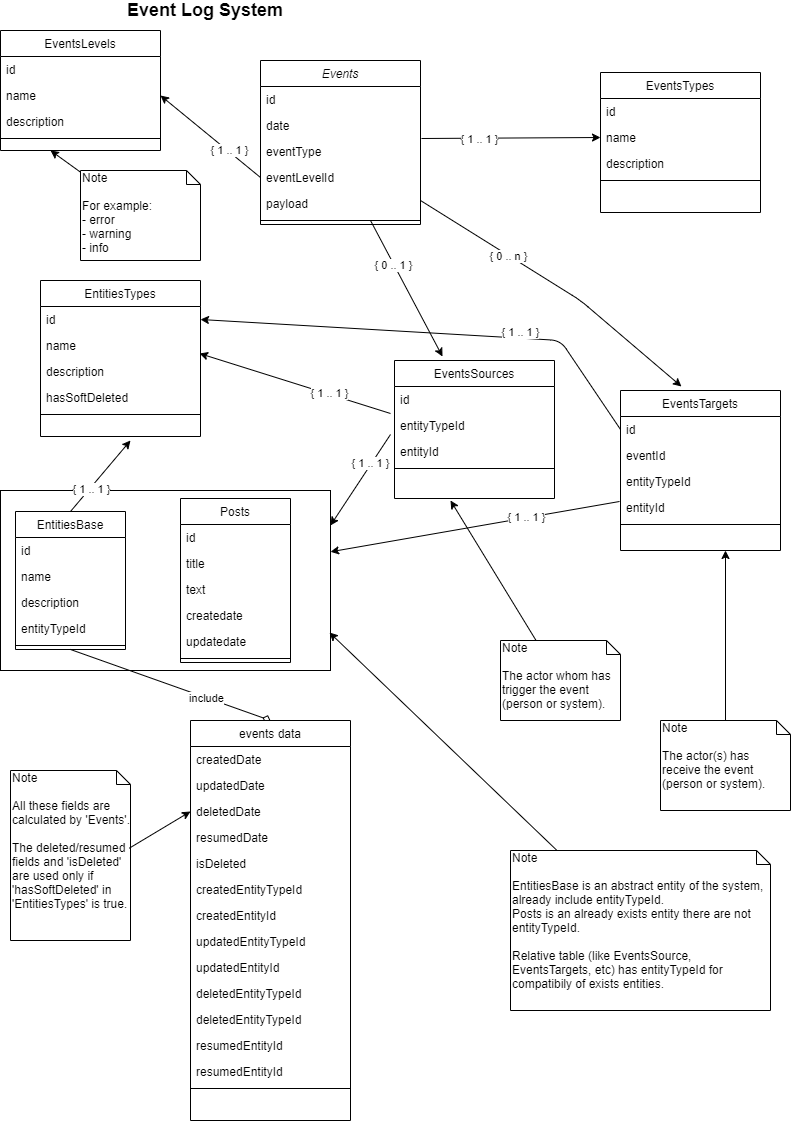 Event Log System
EventsLevels
id
name
description
Events
id
date
eventType
eventLevelId
payload
EventsTypes
id
name
description
{ 1 .. 1 }
{ 1 .. 1 }
Note
For example:
- error
- warning
- info
{ 0 .. 1 }
{ 0 .. n }
EntitiesTypes
id
name
description
hasSoftDeleted
{ 1 .. 1 }
{ 1 .. 1 }
EventsSources
id
entityTypeId
entityId
EventsTargets
id
eventId
entityTypeId
entityId
{ 1 .. 1 }
{ 1 .. 1 }
{ 1 .. 1 }
EntitiesBase
id
name
description
entityTypeId
Posts
id
title
text
createdate
updatedate
include
Note
The actor whom has
trigger the event
(person or system).
Note
The actor(s) has
receive the event
(person or system).
events data
createdDate
updatedDate
deletedDate
resumedDate
isDeleted
createdEntityTypeId
createdEntityId
updatedEntityTypeId
updatedEntityId
deletedEntityTypeId
deletedEntityTypeId
resumedEntityId
resumedEntityId
Note
All these fields are
calculated by 'Events'.
The deleted/resumed
fields and 'isDeleted'
are used only if
'hasSoftDeleted' in
'EntitiesTypes' is true.
Note
EntitiesBase is an abstract entity of the system,
already include entityTypeId.
Posts is an already exists entity there are not
entityTypeId.
Relative table (like EventsSource,
EventsTargets, etc) has entityTypeId for
compatibiliy of exists entities.